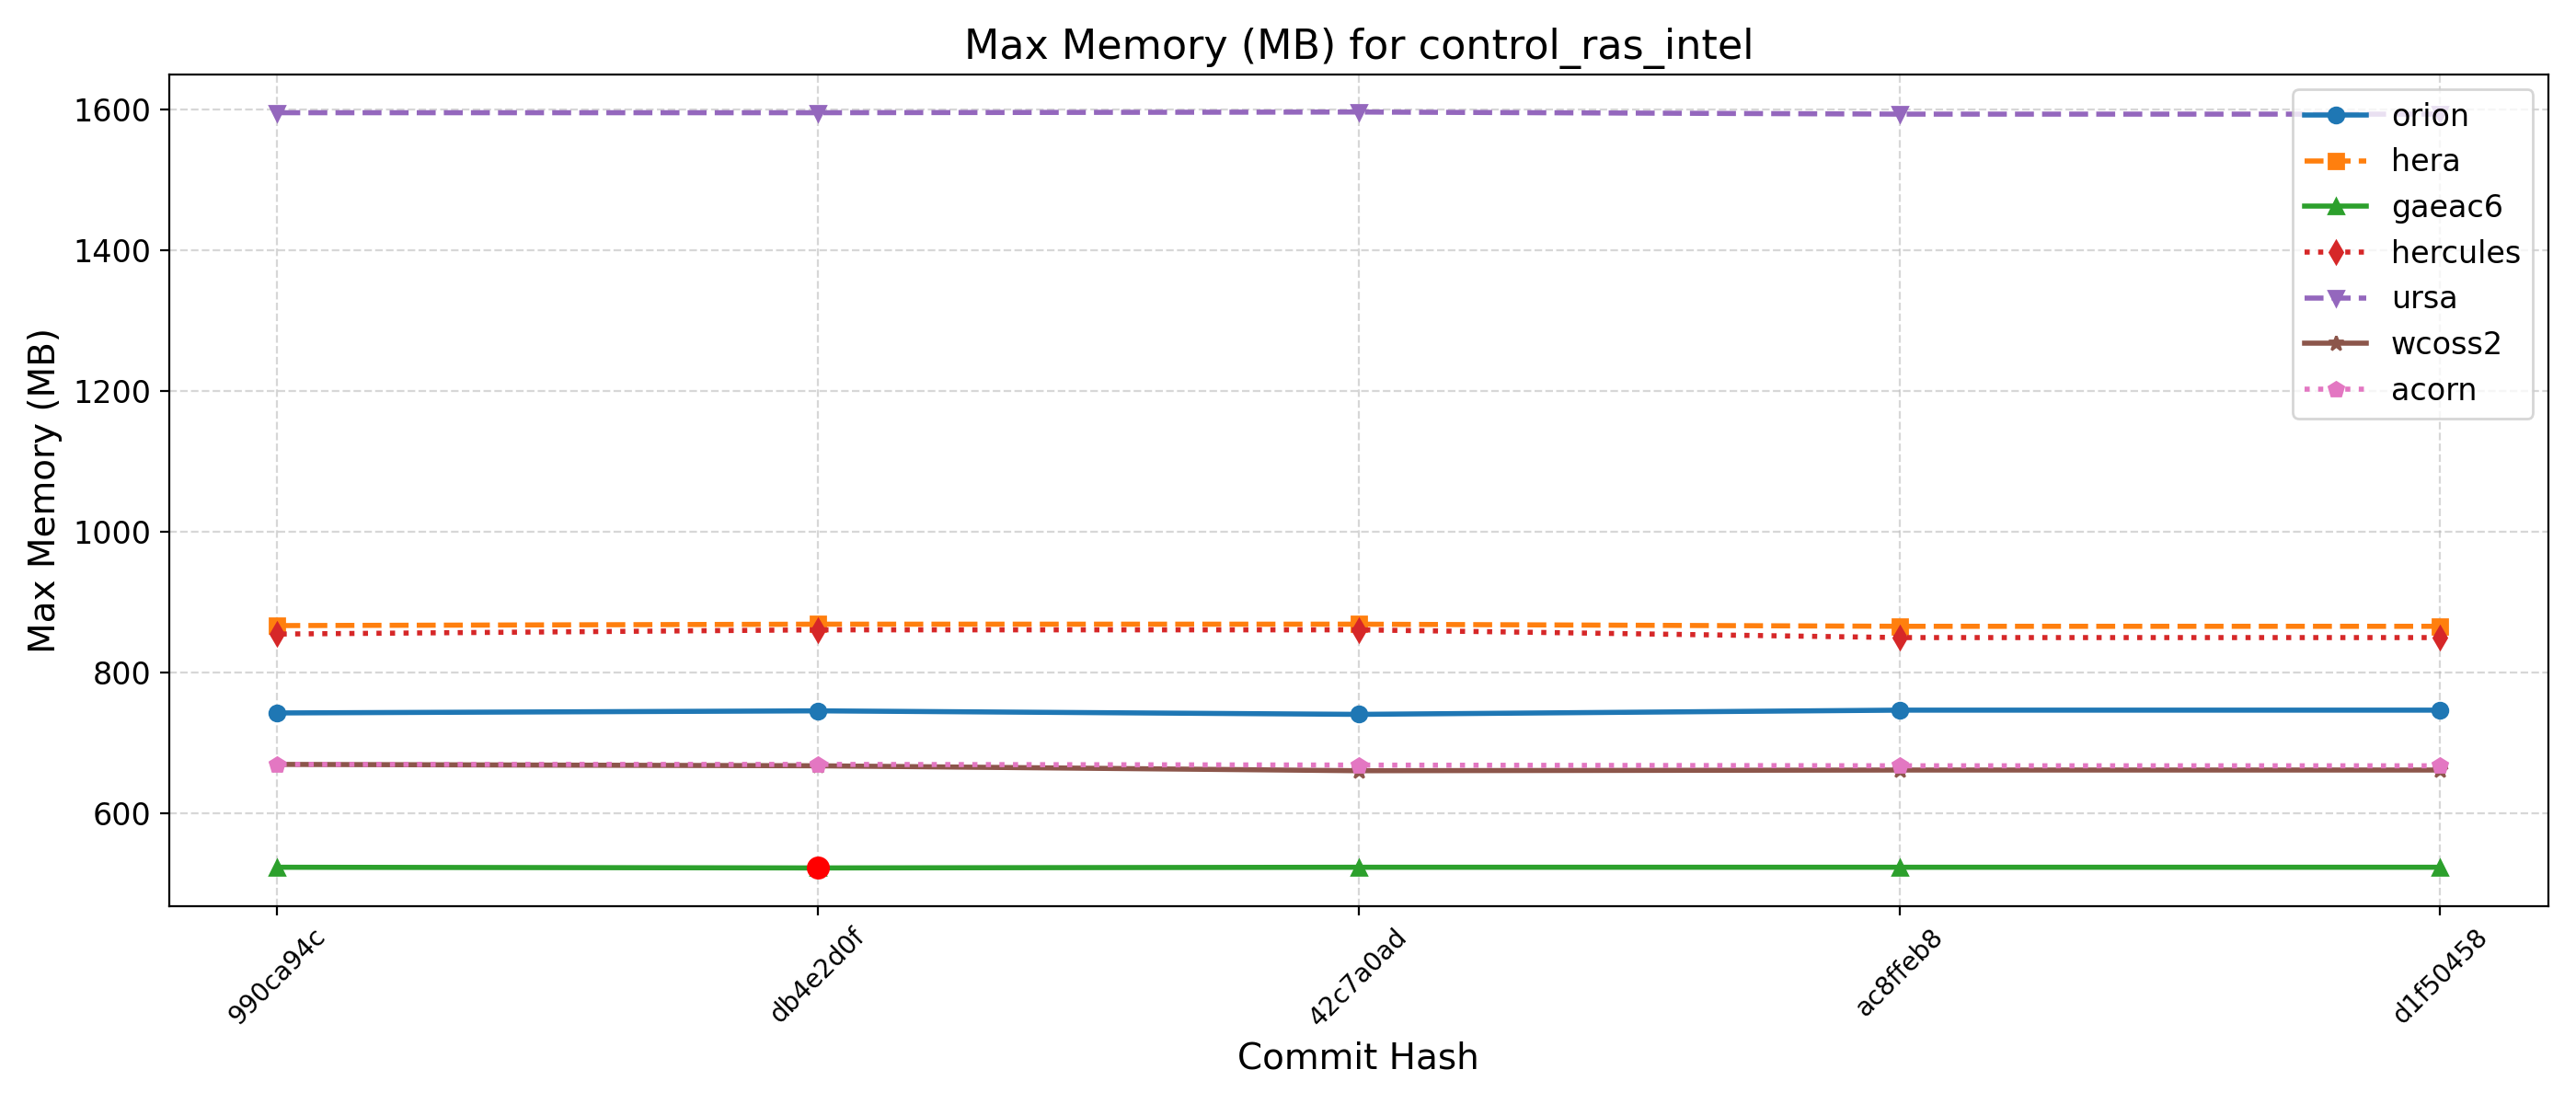 Max Memory (MB) for control_ras_intel
Max Memory (MB)
1600
1400
1200
1000
800
600
orion
hera
gaeac6
hercules
ursa
wcoss2
acorn
990ca94c
db4e2d0f
42c7a0ad
ac8ffeb8
d1f50458
Commit Hash